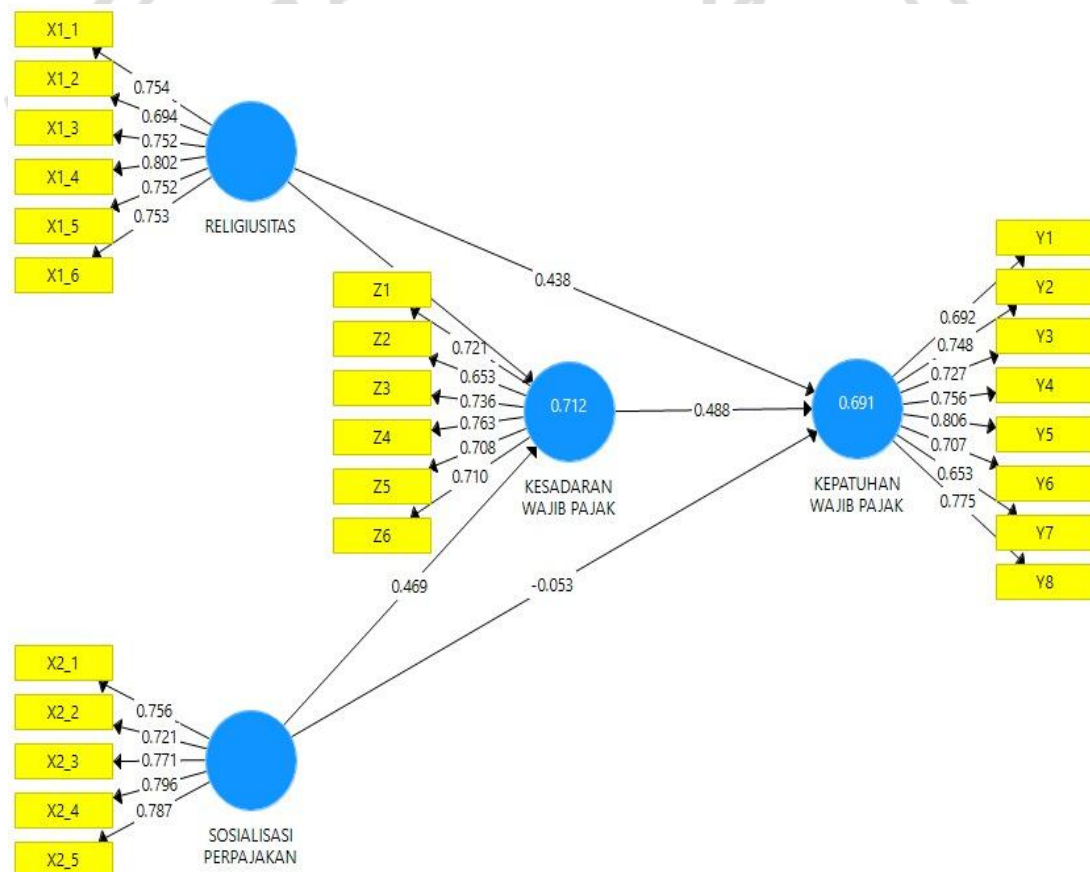 X1_1
X1_2
X1_3
X1_4
X1_5
X1_6
0.754
0.694
0.752
0.802
0.752
0.753
RELIGIUSITAS
0.438
Z1
Z2
Z3
Z4
Z5
Z6
0.721
0.653
0.736
0.763
0.708
0.710
0.712
KESADARAN
WAJIB PAJAK
0.488
0.691
KEPATUHAN
WAJIB PAJAK
0.692
0.748
0.727
0.756
0.806
0.707
0.653
0.775
Y1
Y2
Y3
Y4
Y5
Y6
Y7
Y8
0.469
-0.053
X2_1
X2_2
X2_3
X2_4
X2_5
0.756
0.721
0.771
0.796
0.787
SOSIALISASI
PERPAJAKAN